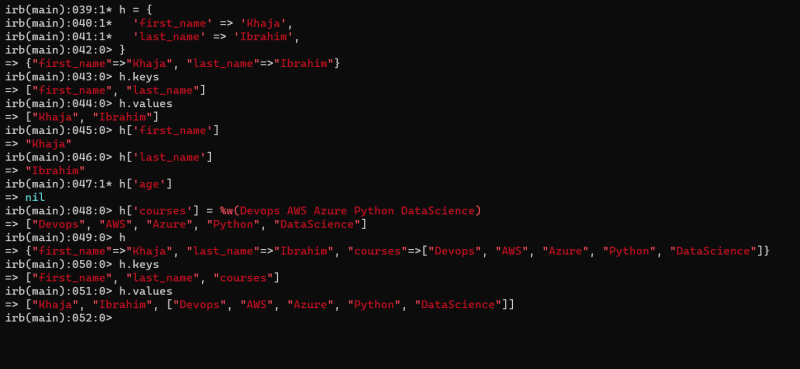 irb(main):039:1* h = {
irb(main):040:1*   'first_name' => 'Khaja',
irb(main):041:1*   'last_name' => 'Ibrahim',
irb(main):042:0> }
=> {"first_name"=>"Khaja", "last_name"=>"Ibrahim"}
irb(main):043:0> h.keys
=> ["first_name", "last_name"]
irb(main):044:0> h.values
=> ["Khaja", "Ibrahim"]
irb(main):045:0> h['first_name']
=> "Khaja"
irb(main):046:0> h['last_name']
=> "Ibrahim"
irb(main):047:1* h['age']
=> nil
irb(main):048:0> h['courses'] = %w(Devops AWS Azure Python DataScience)
=> ["Devops", "AWS", "Azure", "Python", "DataScience"]
irb(main):049:0> h
=> {"first_name"=>"Khaja", "last_name"=>"Ibrahim", "courses"=>["Devops", "AWS", "Azure", "Python", "DataScience"]}
irb(main):050:0> h.keys
=> ["first_name", "last_name", "courses"]
irb(main):051:0> h.values
=> ["Khaja", "Ibrahim", ["Devops", "AWS", "Azure", "Python", "DataScience"]]
irb(main):052:0>